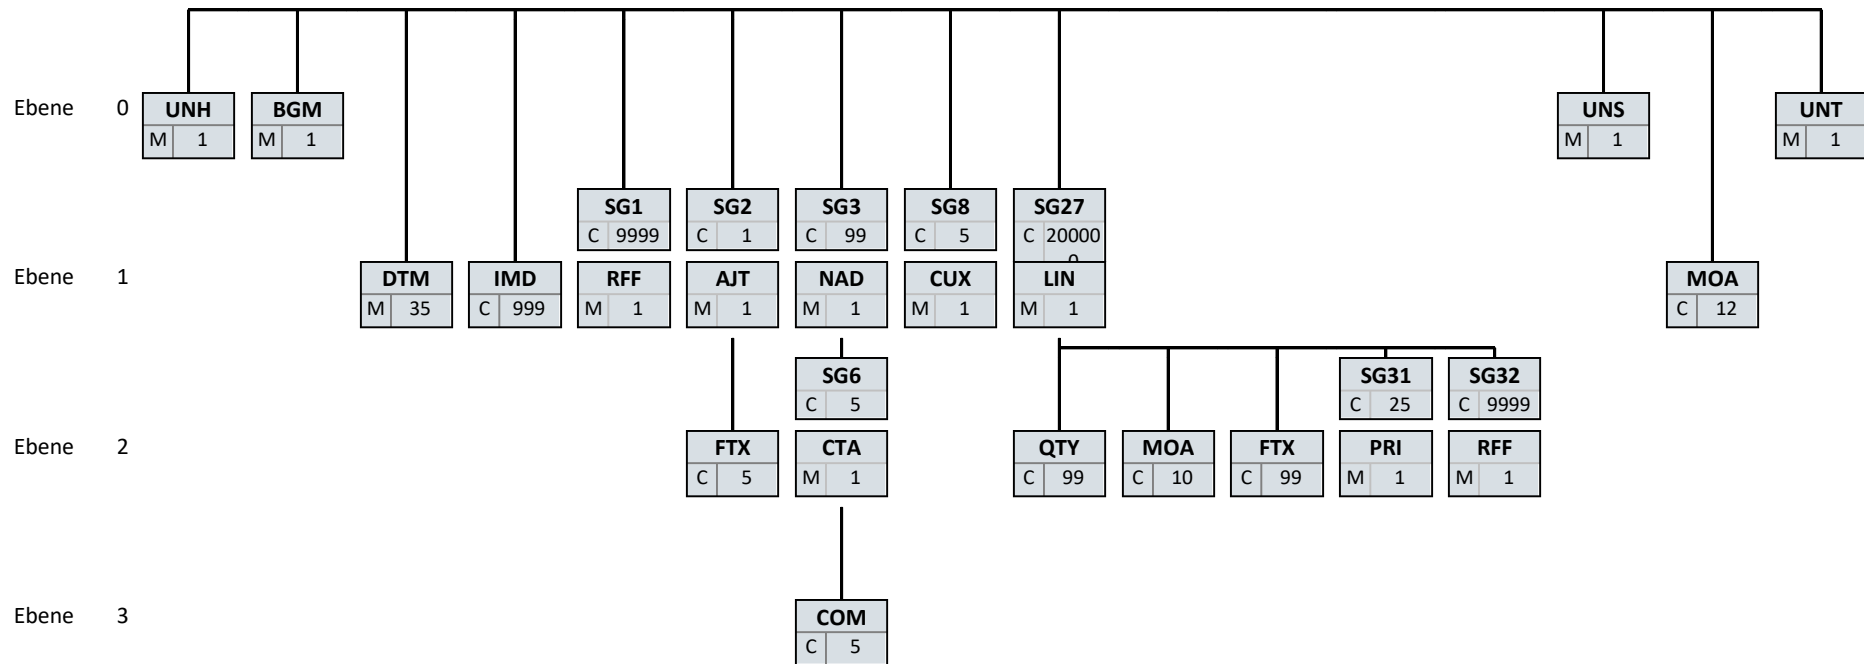 Ebene 0 UNH BGM UNS UNT
M 1 M 1 M 1 M 1
SG1 SG2 SG3 SG8 SG27
C 9999 C 1 C 99 C 5 C 20000
0
Ebene 1 DTM IMD RFF AJT NAD CUX LIN MOA
M 35 C 999 M 1 M 1 M 1 M 1 M 1 C 12
SG6 SG31 SG32
C 5 C 25 C 9999
Ebene 2 FTX CTA QTY MOA FTX PRI RFF
C 5 M 1 C 99 C 10 C 99 M 1 M 1
Ebene 3 COM
C 5